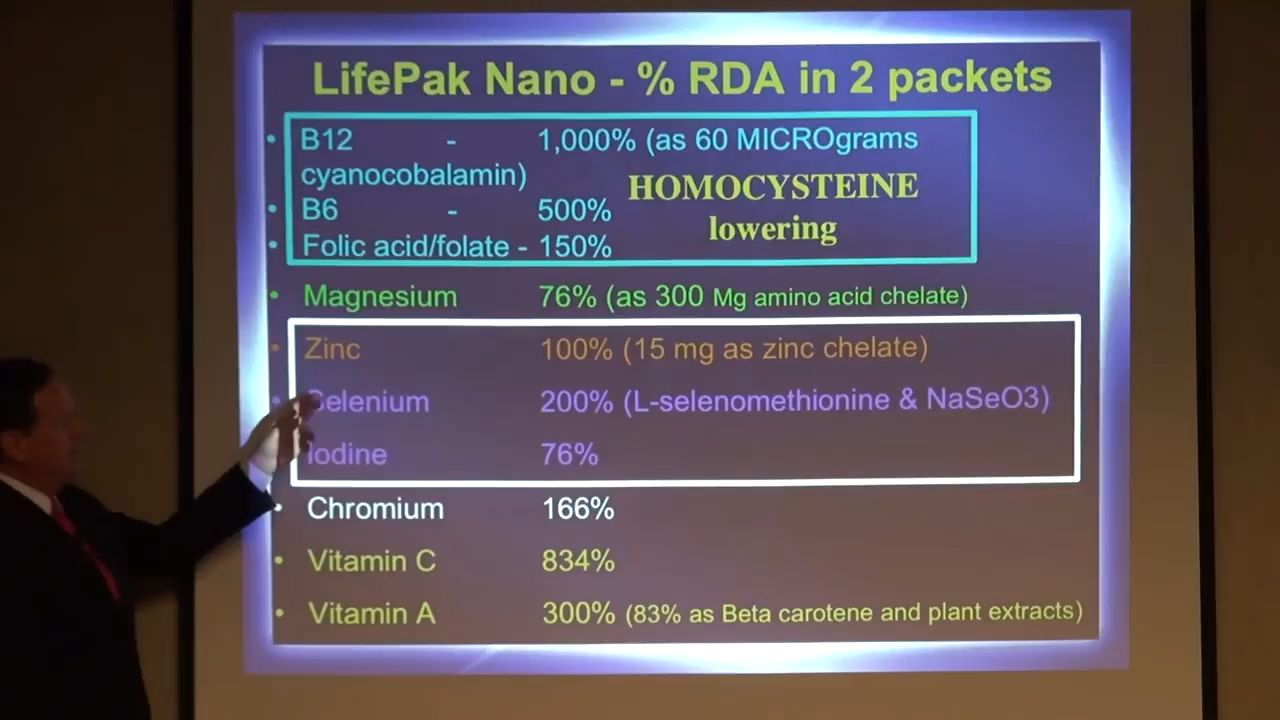 LifePak Nano - % RDA in 2 packets
• B12 - 1,000% (as 60 MICROgrams
cyanocobalamin)
HOMOCYSTEINE
lowering
• B6 - 500%
• Folic acid/folate - 150%
• Magnesium 76% (as 300 Mg amino acid chelate)
• Zinc 100% (15 mg as zinc chelate)
• Selenium 200% (L-selenomethionine & NaSeO3)
Iodine 76%
• Chromium 166%
• Vitamin C 834%
• Vitamin A 300% (83% as Beta carotene and plant extracts)